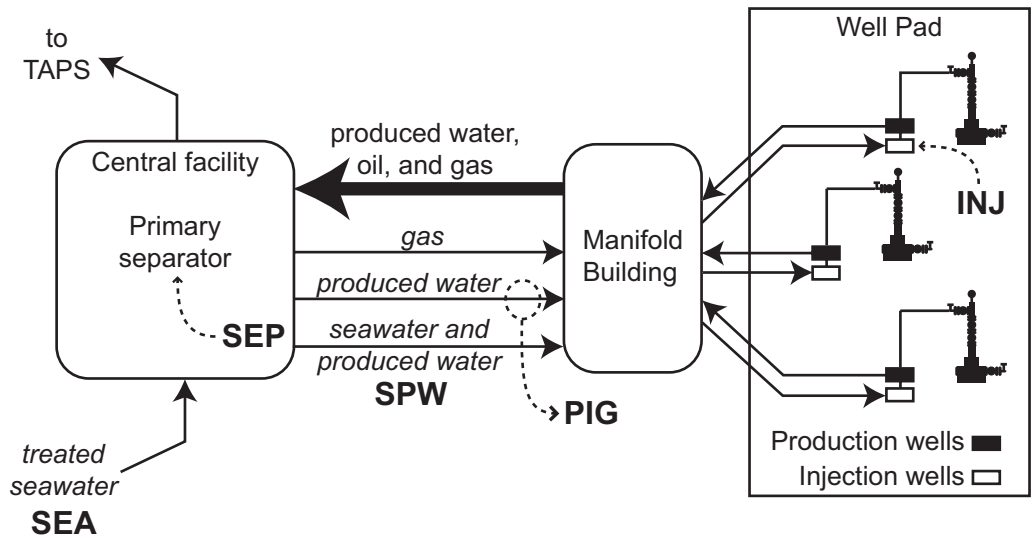 to
TAPS
Central facility
Primary
separator
SEP
treated
seawater
SEA
produced water,
oil, and gas
gas
produced water
seawater and
produced water
SPW
PIG
Manifold
Building
Well Pad
INJ
Production wells
Injection wells